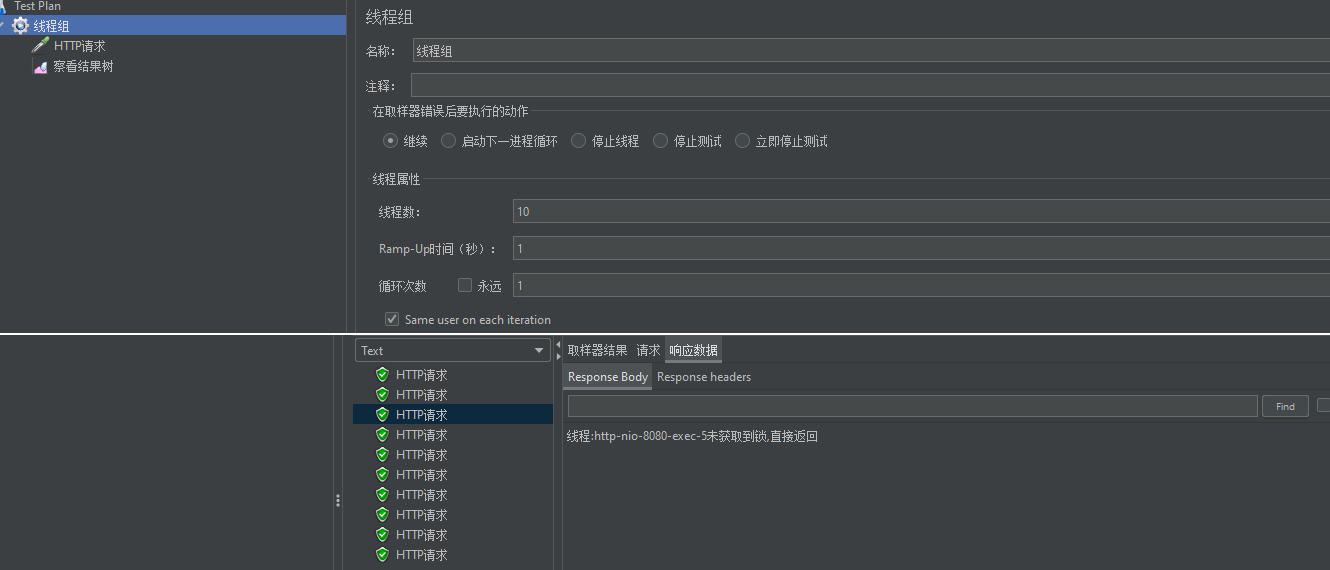 Test Plan
线程组
HTTP请求
察看结果树
线程组
名称： 线程组
注释：
在取样器错误后要执行的动作
继续 启动下一进程循环 停止线程 停止测试 立即停止测试
线程属性
线程数： 10
Ramp-Up时间（秒）： 1
循环次数 永远 1
Same user on each iteration
Text
取样器结果 请求 响应数据
HTTP请求
HTTP请求
HTTP请求
HTTP请求
HTTP请求
HTTP请求
HTTP请求
HTTP请求
HTTP请求
HTTP请求
Response Body Response headers
Find
线程:http-nio-8080-exec-5未获取到锁,直接返回